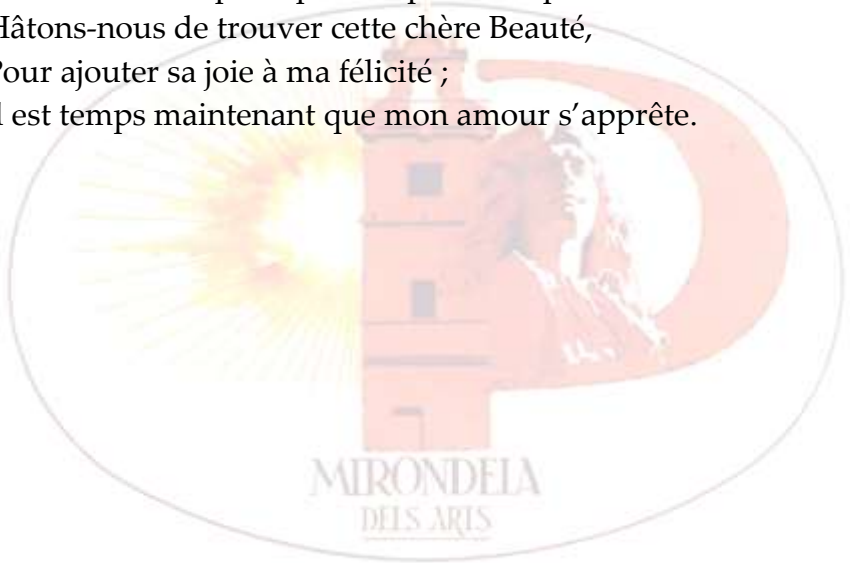 Hâtons-nous de trouver cette chère Beauté,
Pour ajouter sa joie à ma félicité ;
l est temps maintenant que mon amour s’apprête.
MIRONDELA
DELS ARTS